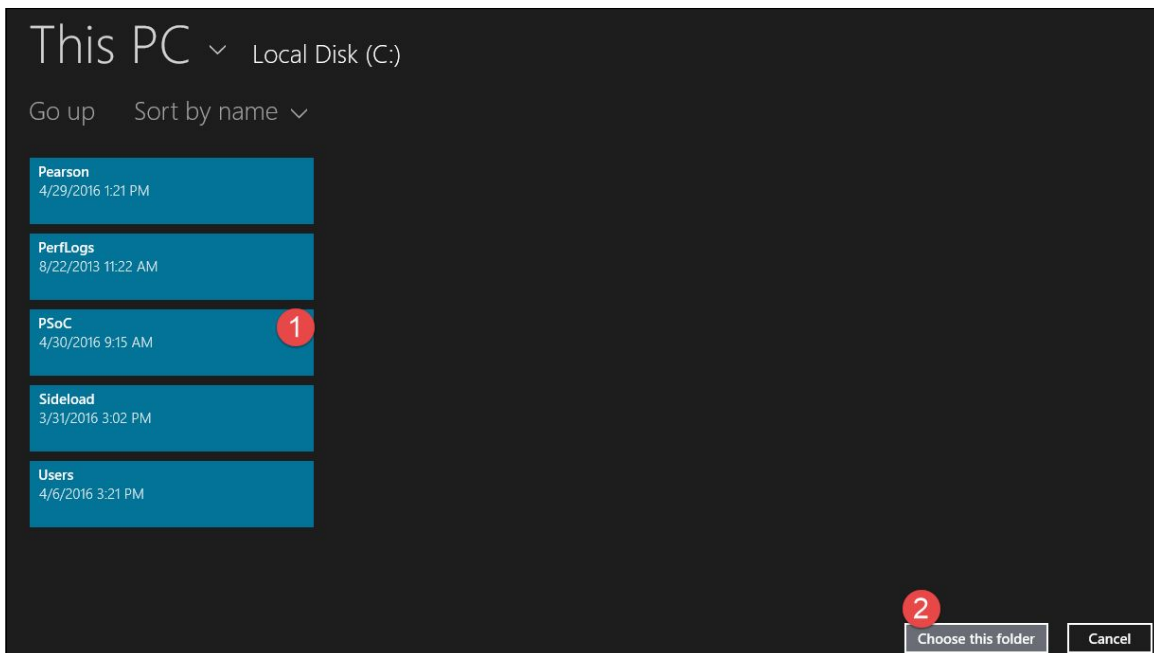 This PC Local Disk (C:)
Go up Sort by name
Pearson
4/29/2016 1:21 PM
PerfLogs
8/22/2013 11:22 AM
PSoC
4/30/2016 9:15 AM
1
Sideload
3/31/2016 3:02 PM
Users
4/6/2016 3:21 PM
2
Choose this folder Cancel